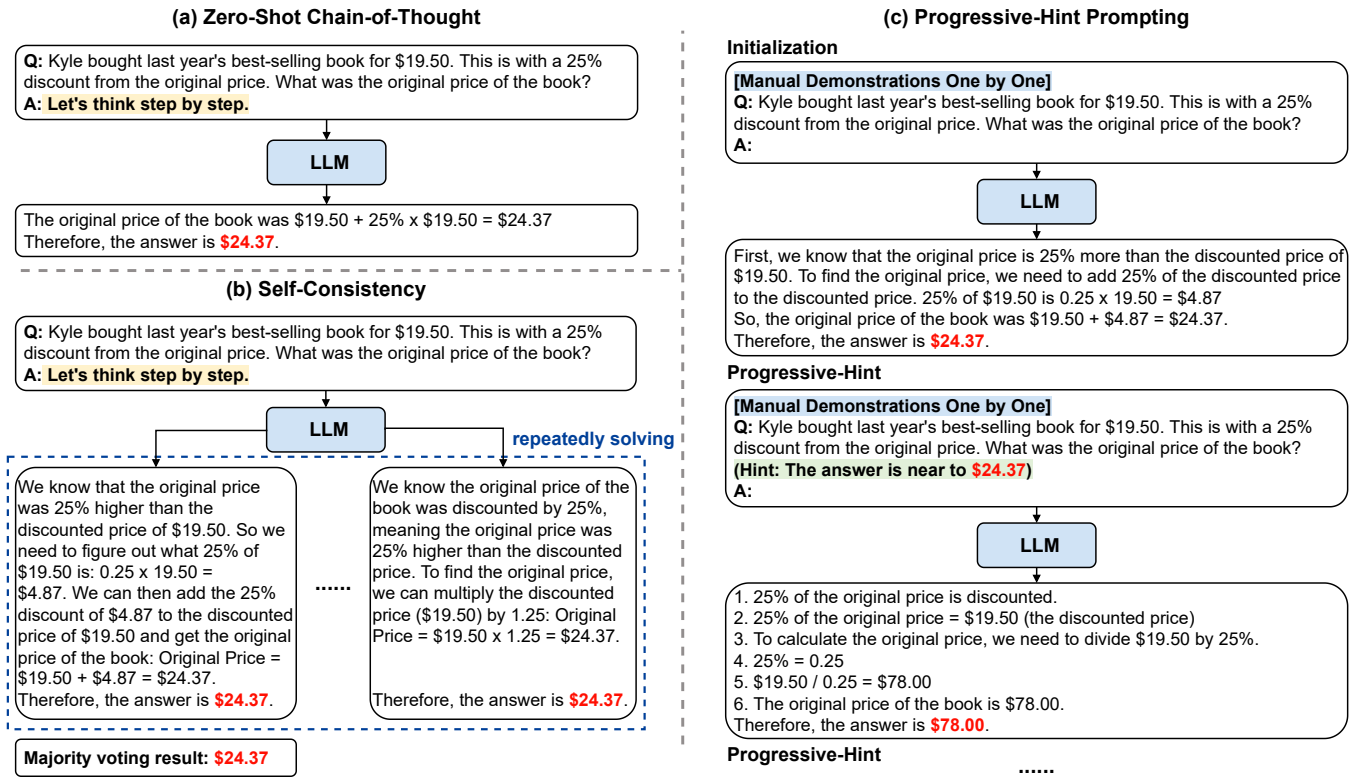 (a) Zero-Shot Chain-of-Thought
Q: Kyle bought last year's best-selling book for $19.50. This is with a 25%
discount from the original price. What was the original price of the book?
A: Let's think step by step.
LLM
The original price of the book was $19.50 + 25% x $19.50 = $24.37
Therefore, the answer is $24.37.
(b) Self-Consistency
Q: Kyle bought last year's best-selling book for $19.50. This is with a 25%
discount from the original price. What was the original price of the book?
A: Let's think step by step.
LLM
repeatedly solving
We know that the original price
was 25% higher than the
discounted price of $19.50. So we
need to figure out what 25% of
$19.50 is: 0.25 x 19.50 =
$4.87. We can then add the 25%
discount of $4.87 to the discounted
price of $19.50 and get the original
price of the book: Original Price =
$19.50 + $4.87 = $24.37.
Therefore, the answer is $24.37.
......
We know the original price of the
book was discounted by 25%,
meaning the original price was
25% higher than the discounted
price. To find the original price,
we can multiply the discounted
price ($19.50) by 1.25: Original
Price = $19.50 x 1.25 = $24.37.
Therefore, the answer is $24.37.
Majority voting result: $24.37
(c) Progressive-Hint Prompting
Initialization
[Manual Demonstrations One by One]
Q: Kyle bought last year's best-selling book for $19.50. This is with a 25%
discount from the original price. What was the original price of the book?
A:
LLM
First, we know that the original price is 25% more than the discounted price of
$19.50. To find the original price, we need to add 25% of the discounted price
to the discounted price. 25% of $19.50 is 0.25 x 19.50 = $4.87
So, the original price of the book was $19.50 + $4.87 = $24.37.
Therefore, the answer is $24.37.
Progressive-Hint
[Manual Demonstrations One by One]
Q: Kyle bought last year's best-selling book for $19.50. This is with a 25%
discount from the original price. What was the original price of the book?
(Hint: The answer is near to $24.37)
A:
LLM
1. 25% of the original price is discounted.
2. 25% of the original price = $19.50 (the discounted price)
3. To calculate the original price, we need to divide $19.50 by 25%.
4. 25% = 0.25
5. $19.50 / 0.25 = $78.00
6. The original price of the book is $78.00.
Therefore, the answer is $78.00.
Progressive-Hint
......